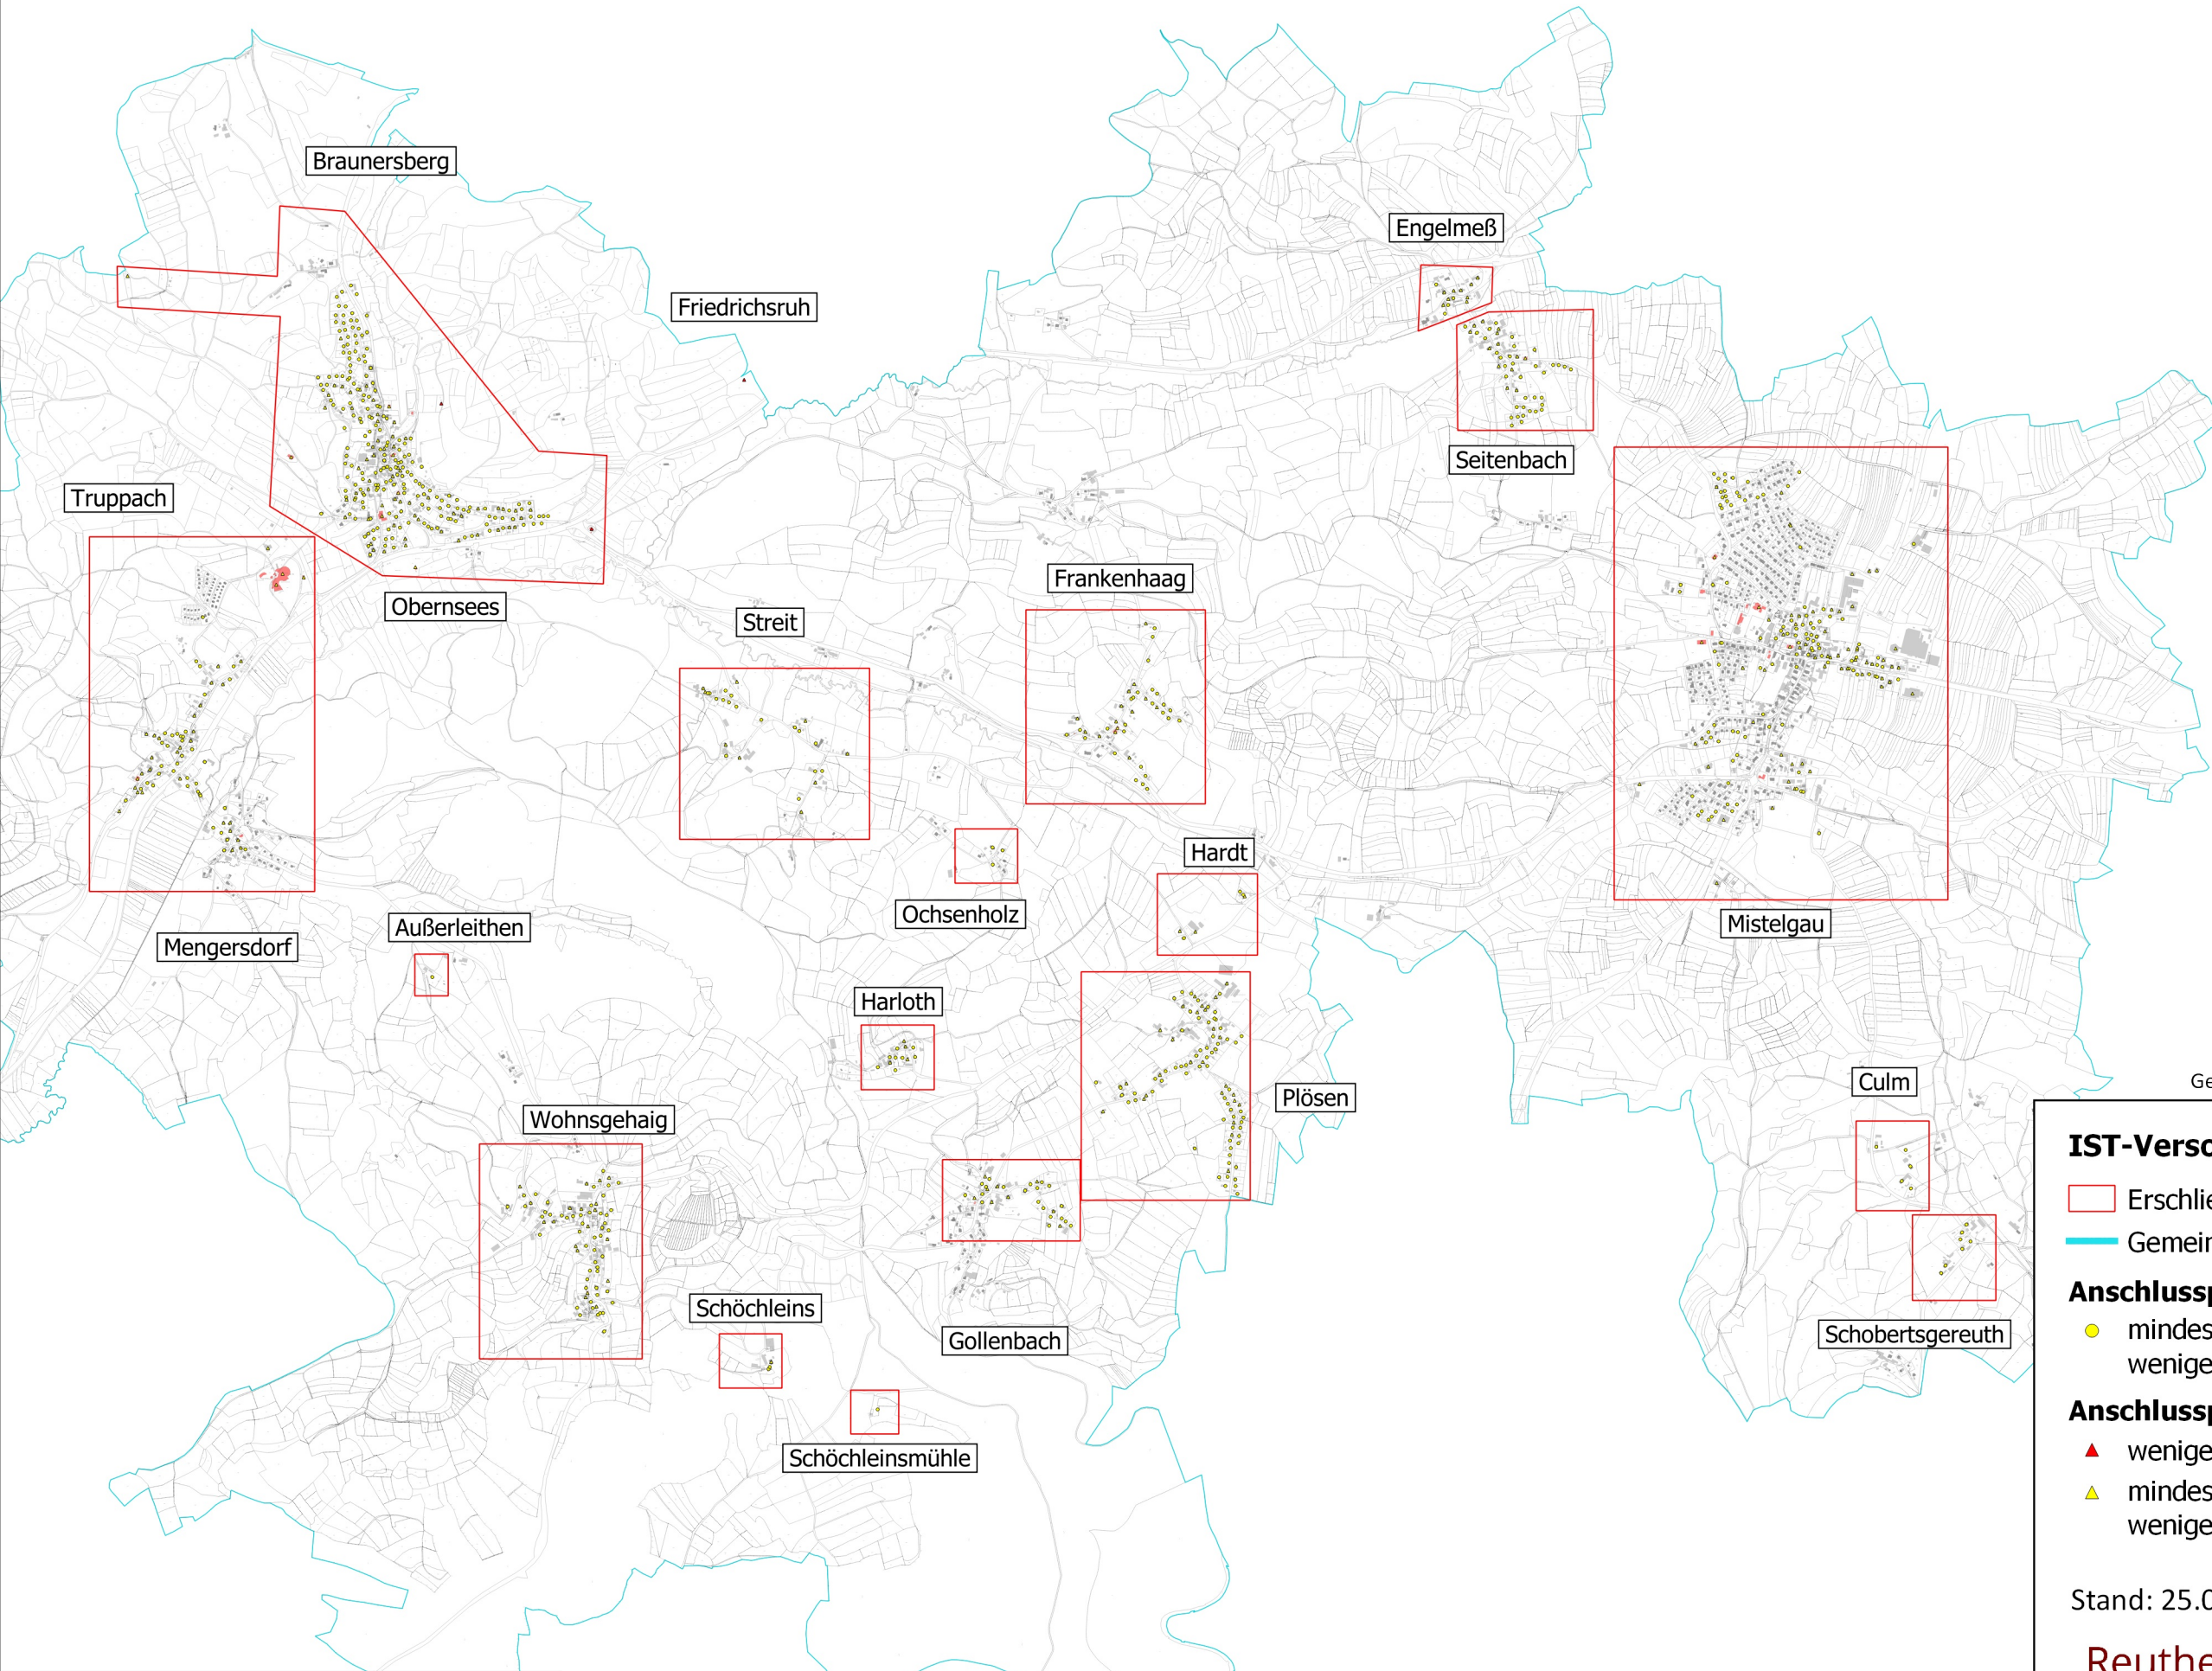 Braunersberg
Engelmeß
Friedrichsruh
Seitenbach
Truppach
Frankenhaag
Obernsees
Streit
Hardt
Ochsenholz
Mistelgau
Außerleithen
Mengersdorf
Harloth
Culm
Plösen
Wohnsgehaig
Schöchleins
Gollenbach
Schobertsgereuth
Schöchleinsmühle
Ge
IST-Verso
Erschlie
Gemein
Anschlussp
mindes
wenige
Anschlussp
wenige
mindes
wenige
Stand: 25.0
Reuthe